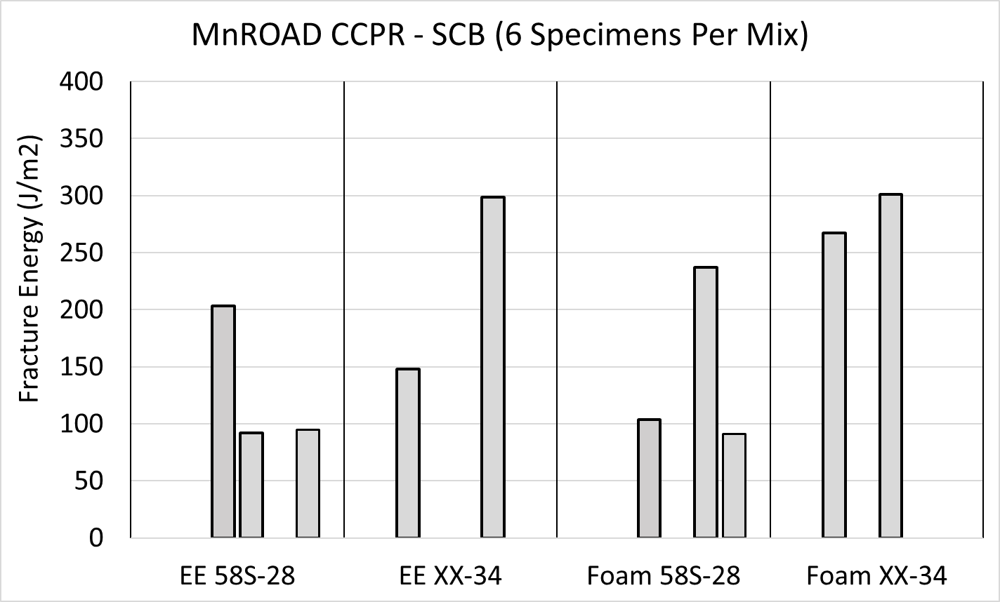 MnROAD CCPR - SCB (6 Specimens Per Mix)
Fracture Energy (J/m2)
400
350
300
250
200
150
100
50
0
EE 58S-28
EE XX-34
Foam 58S-28
Foam XX-34